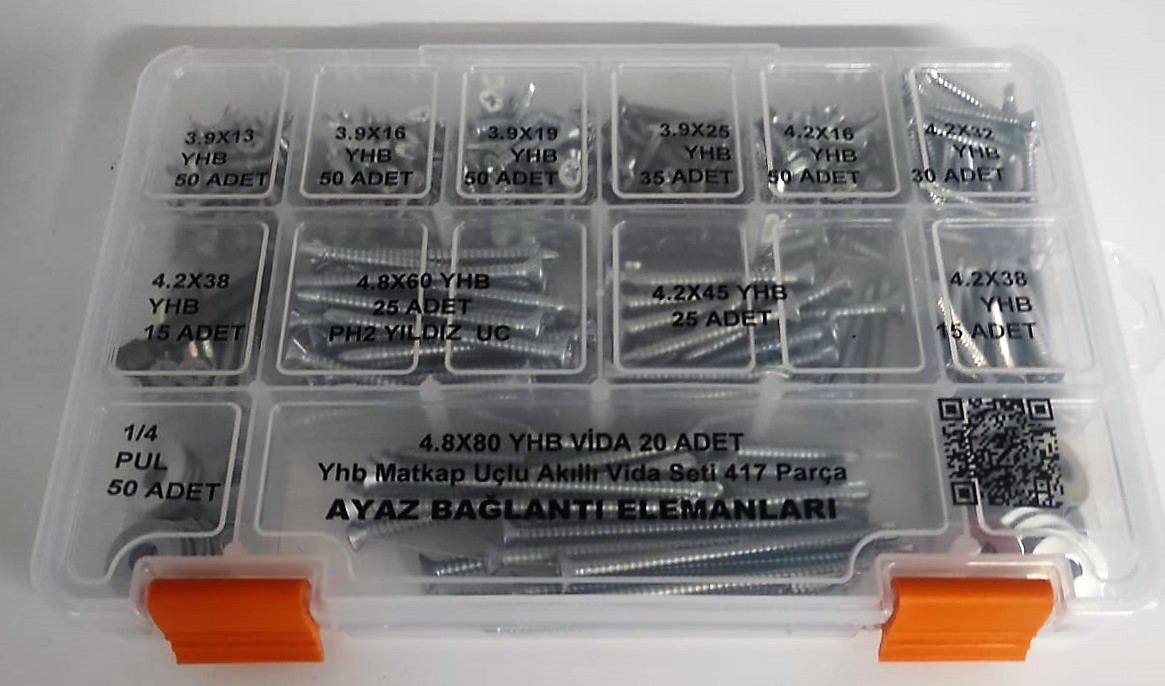 3.9X13
YHB
50 ADET
3.9X16
YHB
50 ADET
3.9X19
YHB
50 ADET
3.9X25
YHB
35 ADET
4.2X16
YHB
50 ADET
4.2X32
YHB
30 ADET
4.2X38
YHB
15 ADET
4.8X60 YHB
25 ADET
PH2 YILDIZ UC
4.2X45 YHB
25 ADET
4.2X38
YHB
15 ADET
1/4
PUL
50 ADET
4.8X80 YHB VİDA 20 ADET
Yhb Matkap Uçlu Akıllı Vida Seti 417 Parça
AYAZ BAĞLANTI ELEMANLARI